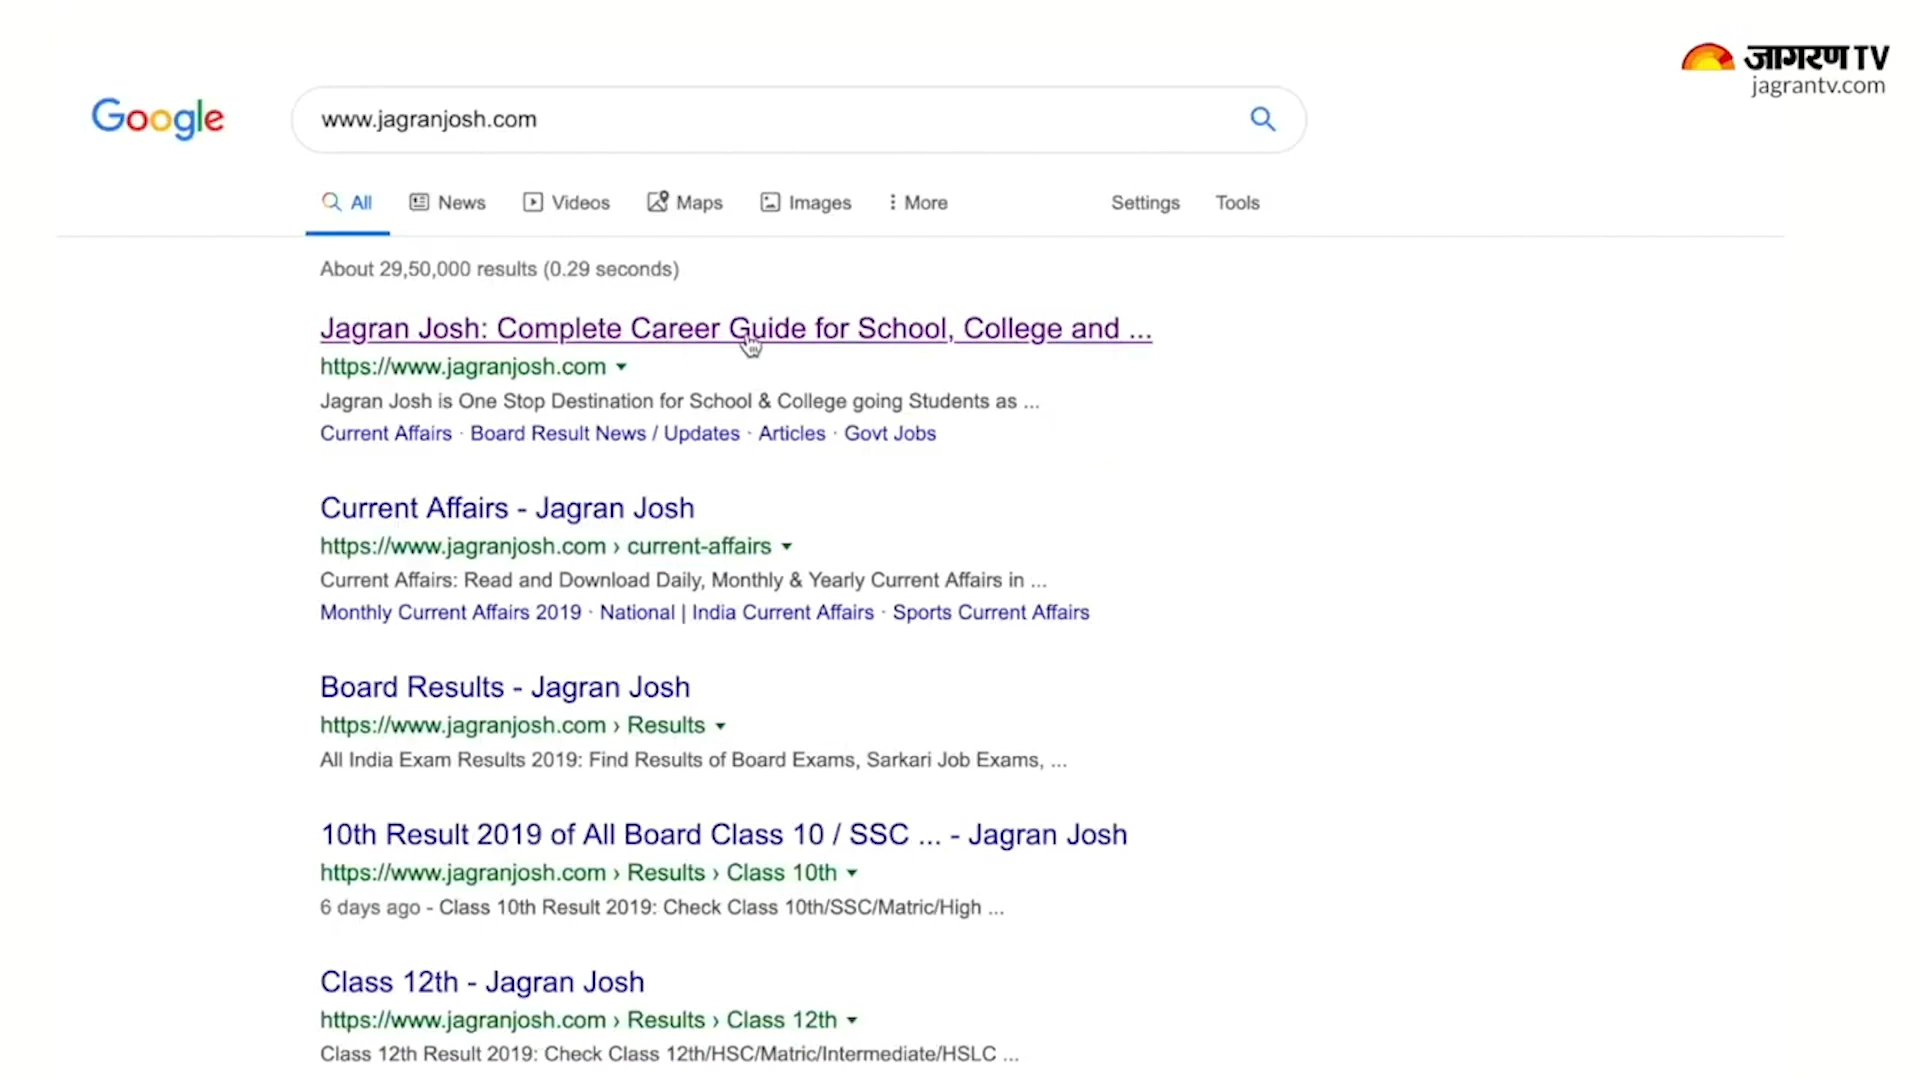 जागरण TV
jagrantv.com
Google
www.jagranjosh.com
All News Videos Maps Images More Settings Tools
About 29,50,000 results (0.29 seconds)
Jagran Josh: Complete Career Guide for School, College and ...
https://www.jagranjosh.com
Jagran Josh is One Stop Destination for School & College going Students as ...
Current Affairs · Board Result News / Updates · Articles · Govt Jobs
Current Affairs - Jagran Josh
https://www.jagranjosh.com › current-affairs
Current Affairs: Read and Download Daily, Monthly & Yearly Current Affairs in ...
Monthly Current Affairs 2019 · National | India Current Affairs · Sports Current Affairs
Board Results - Jagran Josh
https://www.jagranjosh.com › Results
All India Exam Results 2019: Find Results of Board Exams, Sarkari Job Exams, ...
10th Result 2019 of All Board Class 10 / SSC ... - Jagran Josh
https://www.jagranjosh.com › Results › Class 10th
6 days ago - Class 10th Result 2019: Check Class 10th/SSC/Matric/High ...
Class 12th - Jagran Josh
https://www.jagranjosh.com › Results › Class 12th
Class 12th Result 2019: Check Class 12th/HSC/Matric/Intermediate/HSLC ...